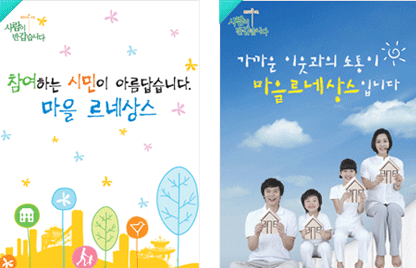 사람이
반갑습니다
참여하는 시민이 아름답습니다.
마을 르네상스
사람이
반갑습니다
가까운 이웃과의 소통이
마을르네상스입니다